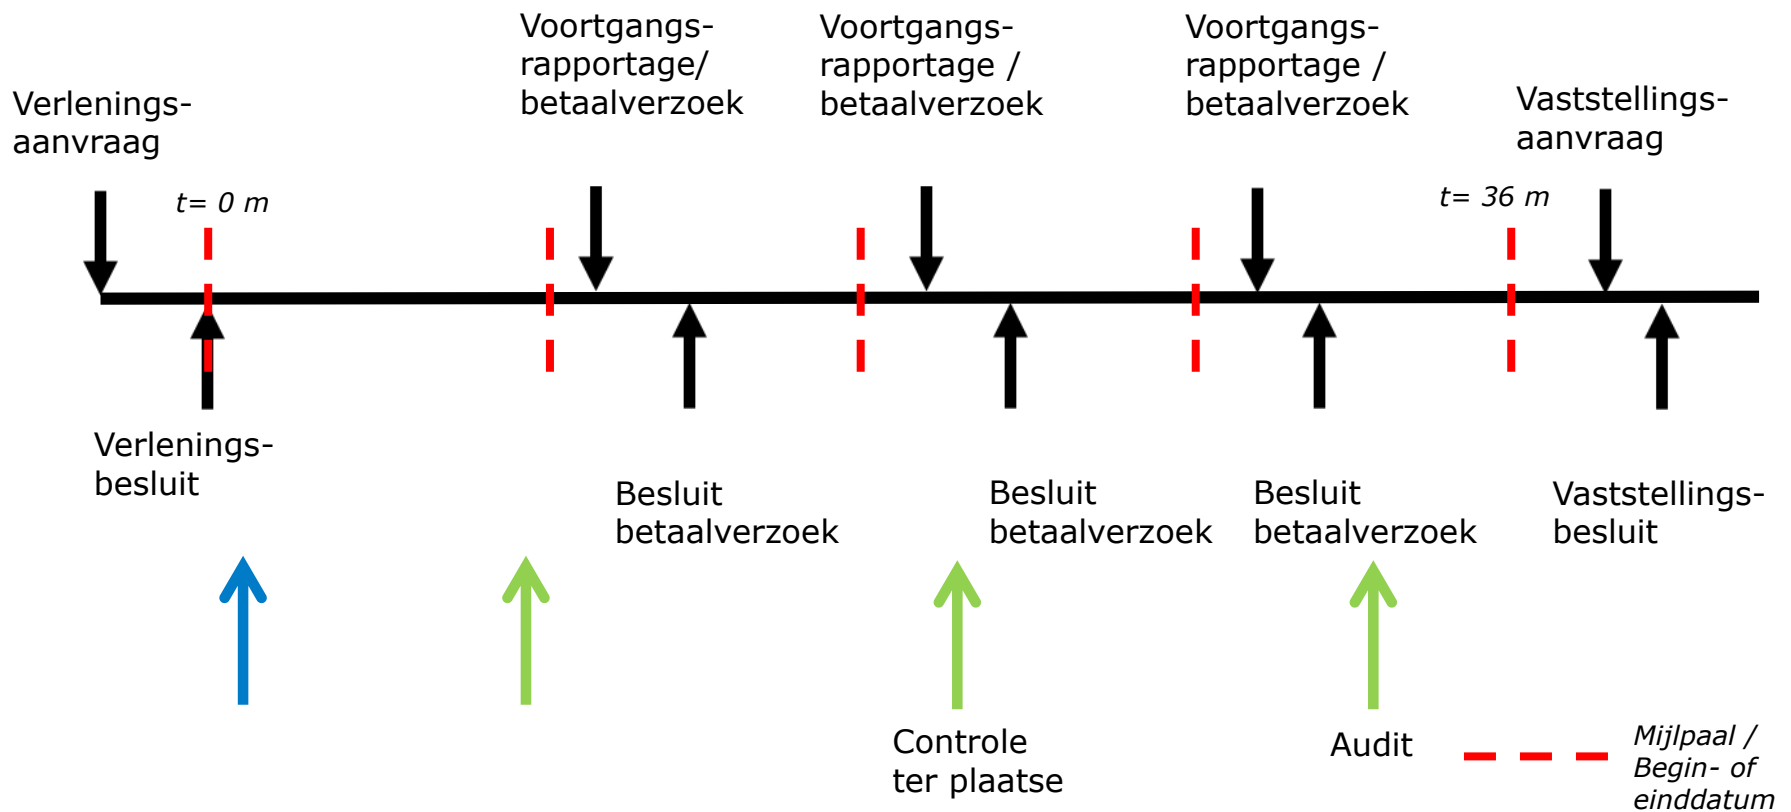 Voortgangs-
rapportage/
betaalverzoek
Voortgangs-
rapportage /
betaalverzoek
Voortgangs-
rapportage /
betaalverzoek
Verlenings-
aanvraag
Vaststellings-
aanvraag
t= 0 m
t= 36 m
Verlenings-
besluit
Besluit
betaalverzoek
Besluit
betaalverzoek
Besluit
betaalverzoek
Vaststellings-
besluit
Controle
ter plaatse
Audit
Mijlpaal /
Begin- of
einddatum